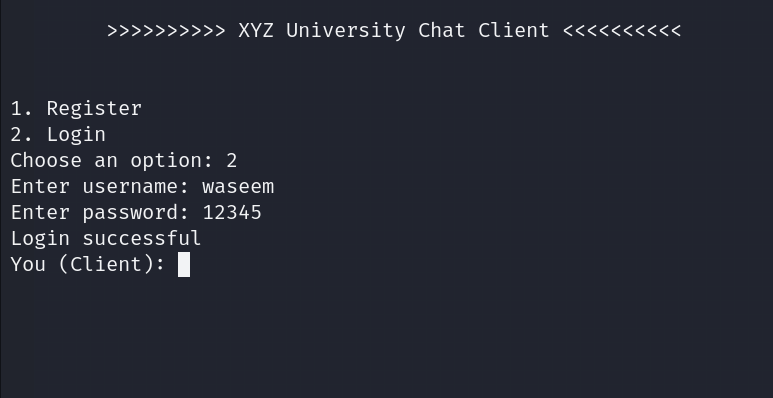 >>>>>>>>>> XYZ University Chat Client <<<<<<<<<<
1. Register
2. Login
Choose an option: 2
Enter username: waseem
Enter password: 12345
Login successful
You (Client):